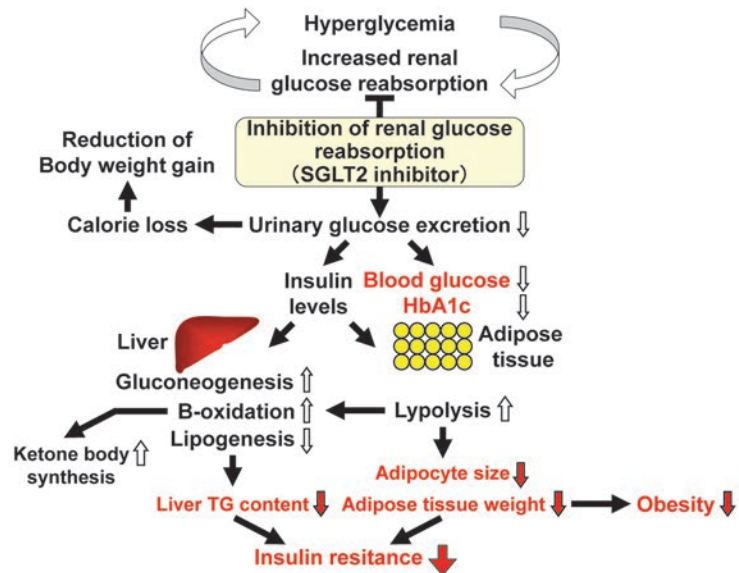 Hyperglycemia
Increased renal
glucose reabsorption
Inhibition of renal glucose
reabsorption
(SGLT2 inhibitor)
Reduction of
Body weight gain
Calorie loss
Urinary glucose excretion
Insulin
levels
Blood glucose
HbA1c
Liver
Adipose
tissue
Gluconeogenesis
B-oxidation
Lypolysis
Lipogenesis
Ketone body
synthesis
Adipocyte size
Liver TG content
Adipose tissue weight
Obesity
Insulin resitance